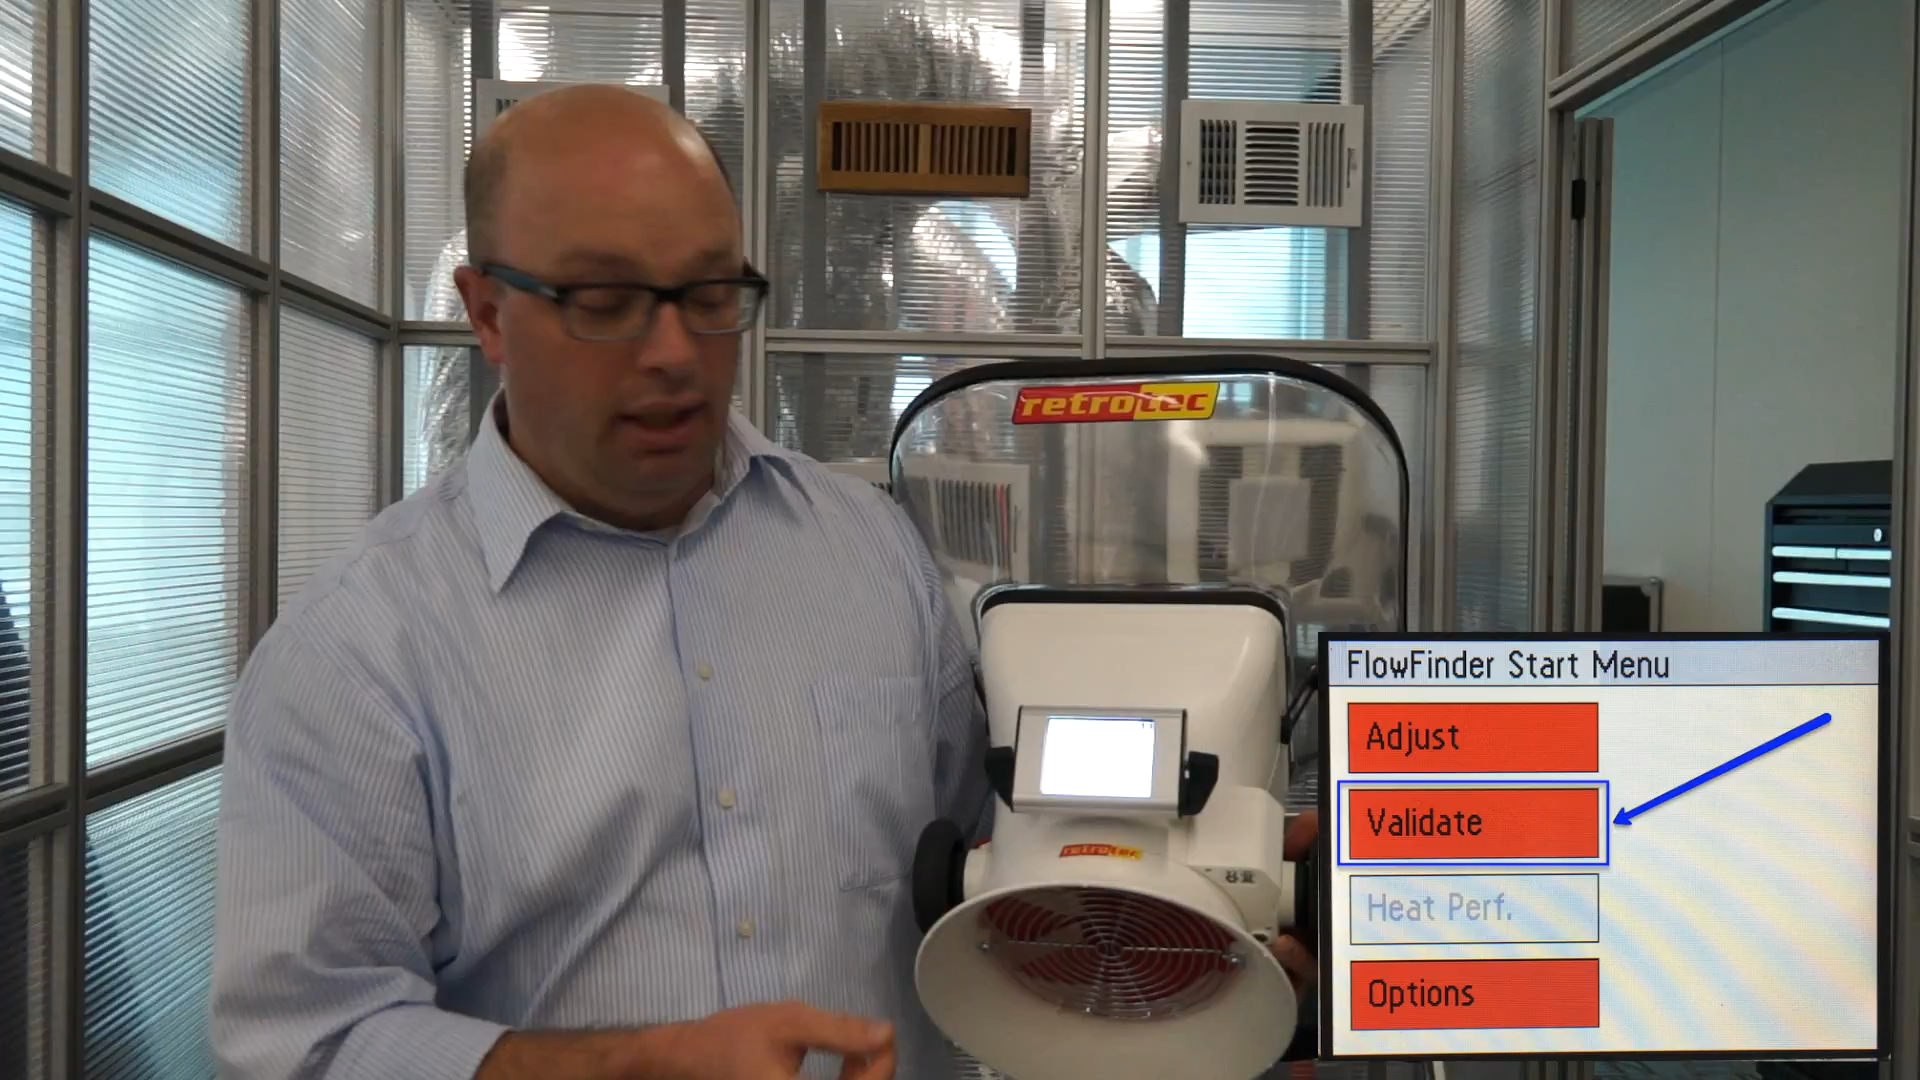 retrotec
retrotec
FlowFinder Start Menu
Adjust
Validate
Heat Perf.
Options